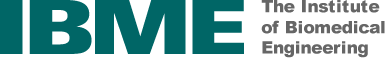 IBME
The Institute
of Biomedical
Engineering